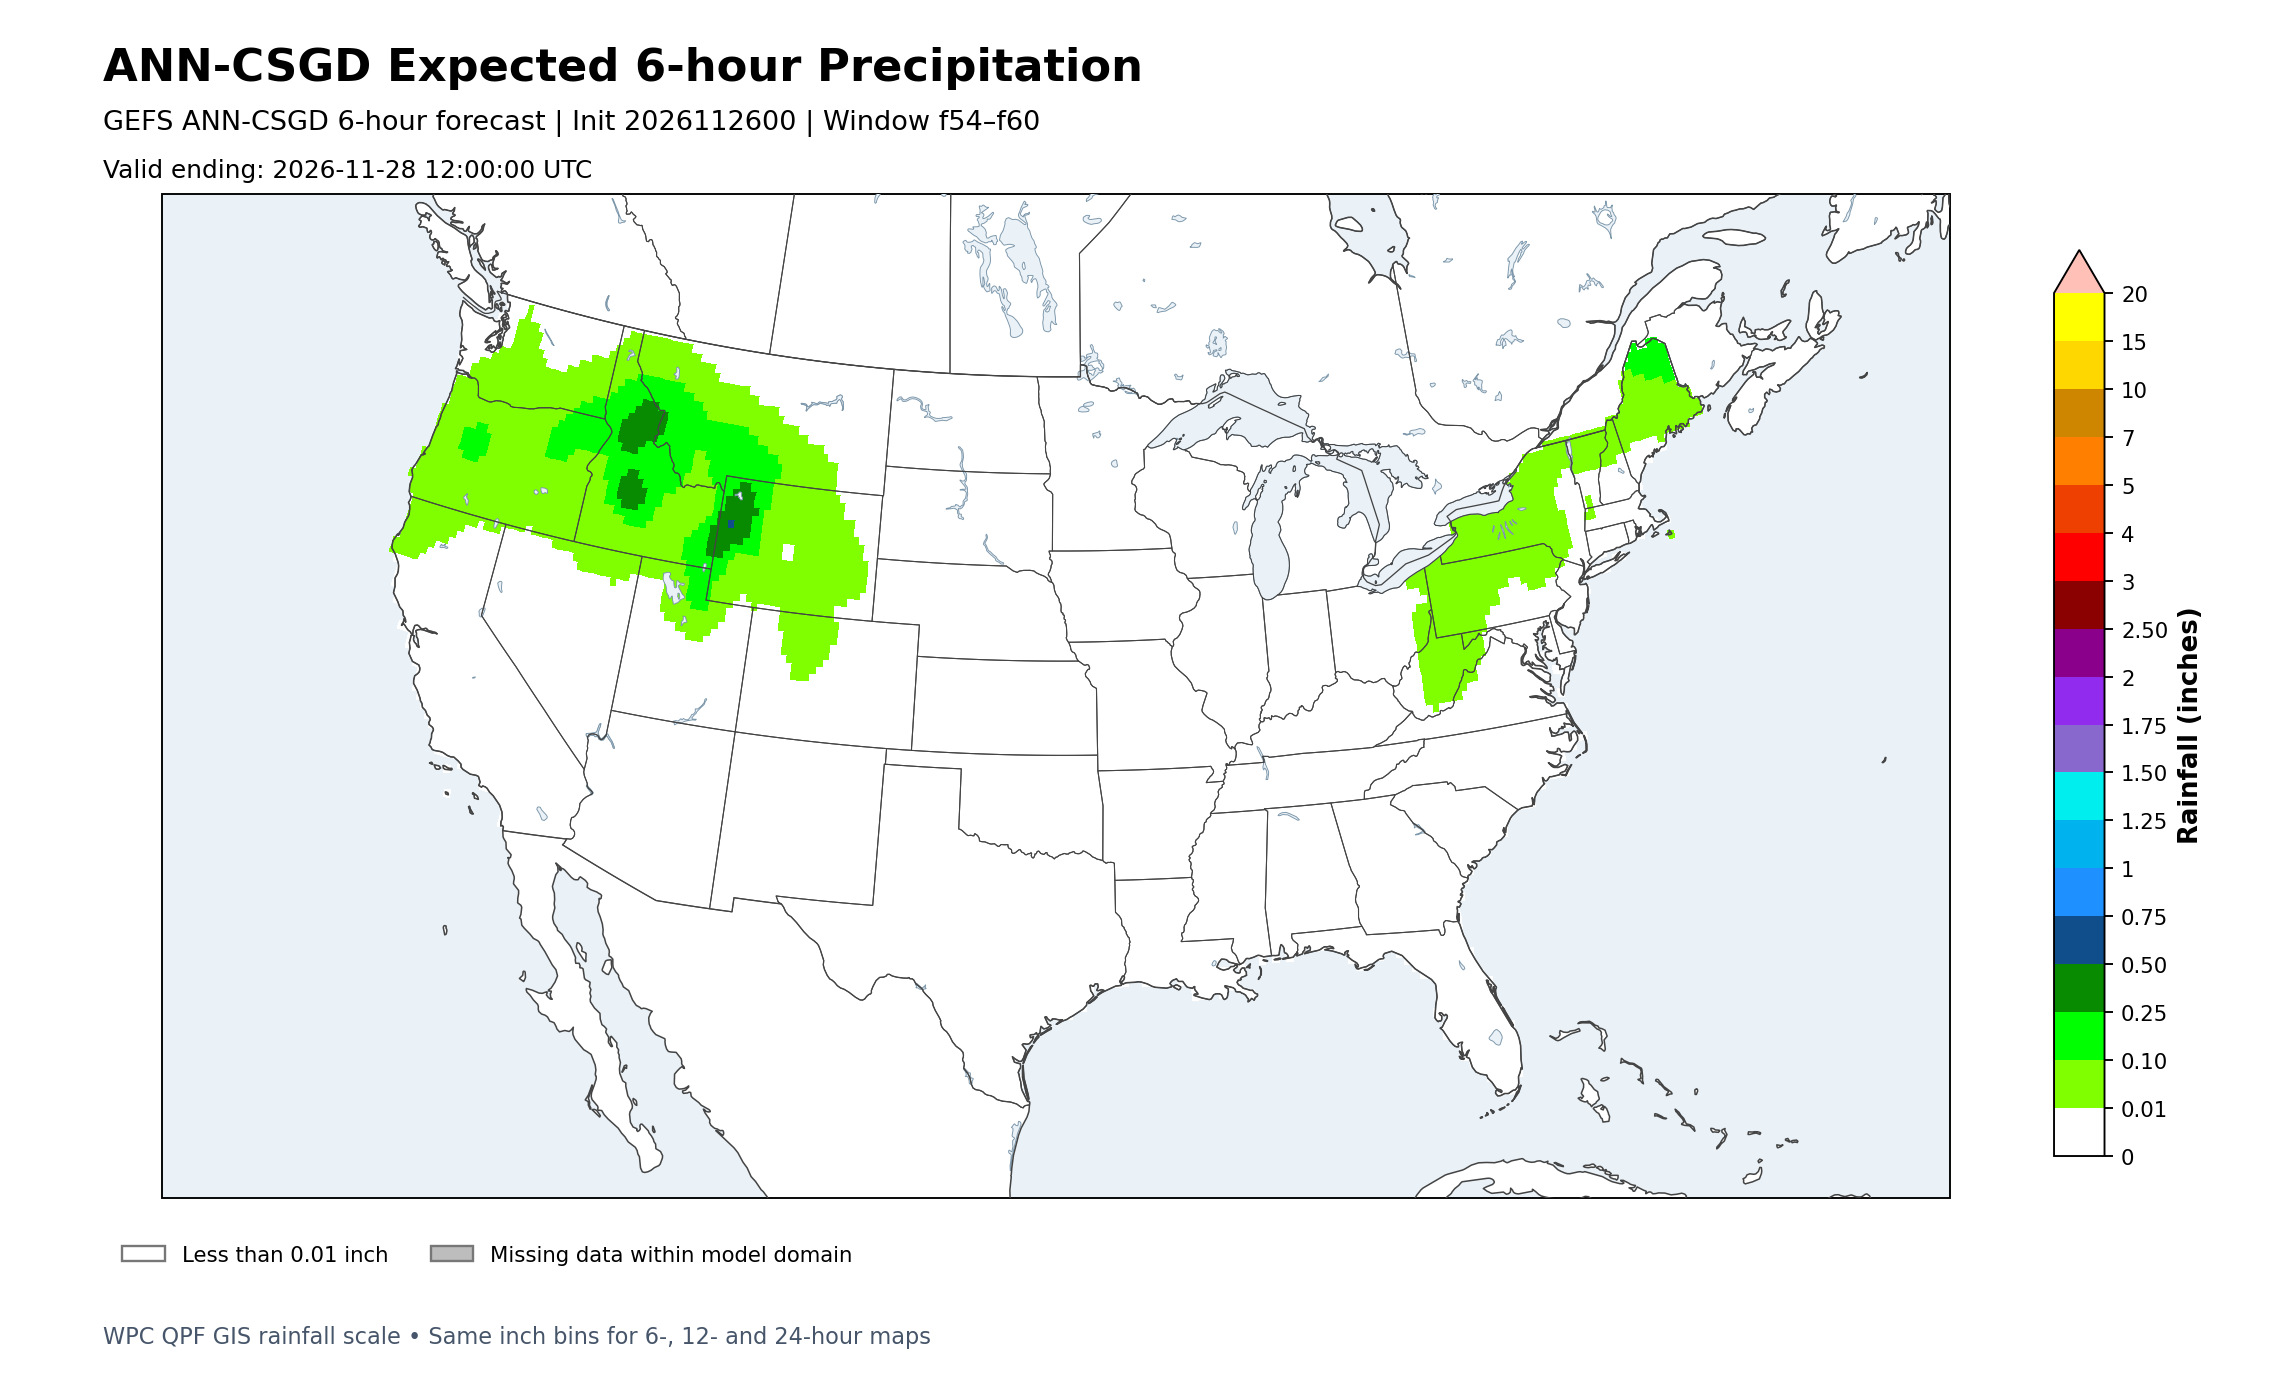 ANN-CSGD Expected 6-hour Precipitation
GEFS ANN-CSGD 6-hour forecast | Init 2026112600 | Window f54–f60
Valid ending: 2026-11-28 12:00:00 UTC
20
15
10
7
5
4
3
2.50
2
1.75
1.50
1.25
1
0.75
0.50
0.25
0.10
0.01
0
Rainfall (inches)
Less than 0.01 inch
Missing data within model domain
WPC QPF GIS rainfall scale • Same inch bins for 6-, 12- and 24-hour maps